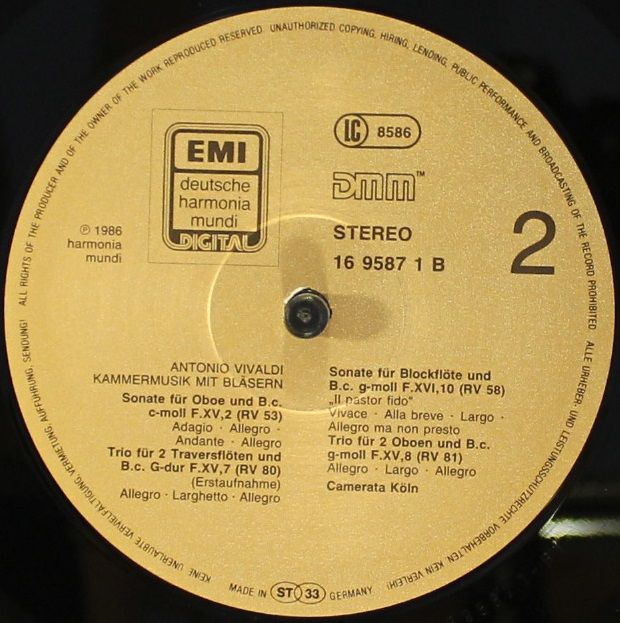 ALL RIGHTS OF THE PRODUCER AND OF THE OWNER OF THE WORK REPRODUCED RESERVED. UNAUTHORIZED COPYING, HIRING, LENDING, PUBLIC PERFORMANCE AND BROADCASTING OF THE RECORD PROHIBITED.
ALLE URHEBER- UND LEISTUNGSSCHUTZRECHTE VORBEHALTEN. KEIN VERLEIH! KEINE UNERLAUBTE VERVIELFÄLTIGUNG, VERMIETUNG, AUFFÜHRUNG, SENDUNG!
EMI
deutsche
harmonia
mundi
DIGITAL
℗ 1986
harmonia
mundi
LC 8586
DMM™
STEREO
16 9587 1 B
2
ANTONIO VIVALDI
KAMMERMUSIK MIT BLÄSERN
Sonate für Oboe und B.c.
c-moll F.XV,2 (RV 53)
Adagio · Allegro ·
Andante · Allegro
Trio für 2 Traversflöten und
B.c. G-dur F.XV,7 (RV 80)
(Erstaufnahme)
Allegro · Larghetto · Allegro
Sonate für Blockflöte und
B.c. g-moll F.XVI,10 (RV 58)
„Il pastor fido"
Vivace · Alla breve · Largo ·
Allegro ma non presto
Trio für 2 Oboen und B.c.
g-moll F.XV,8 (RV 81)
Allegro · Largo · Allegro
Camerata Köln
MADE IN ST 33 GERMANY